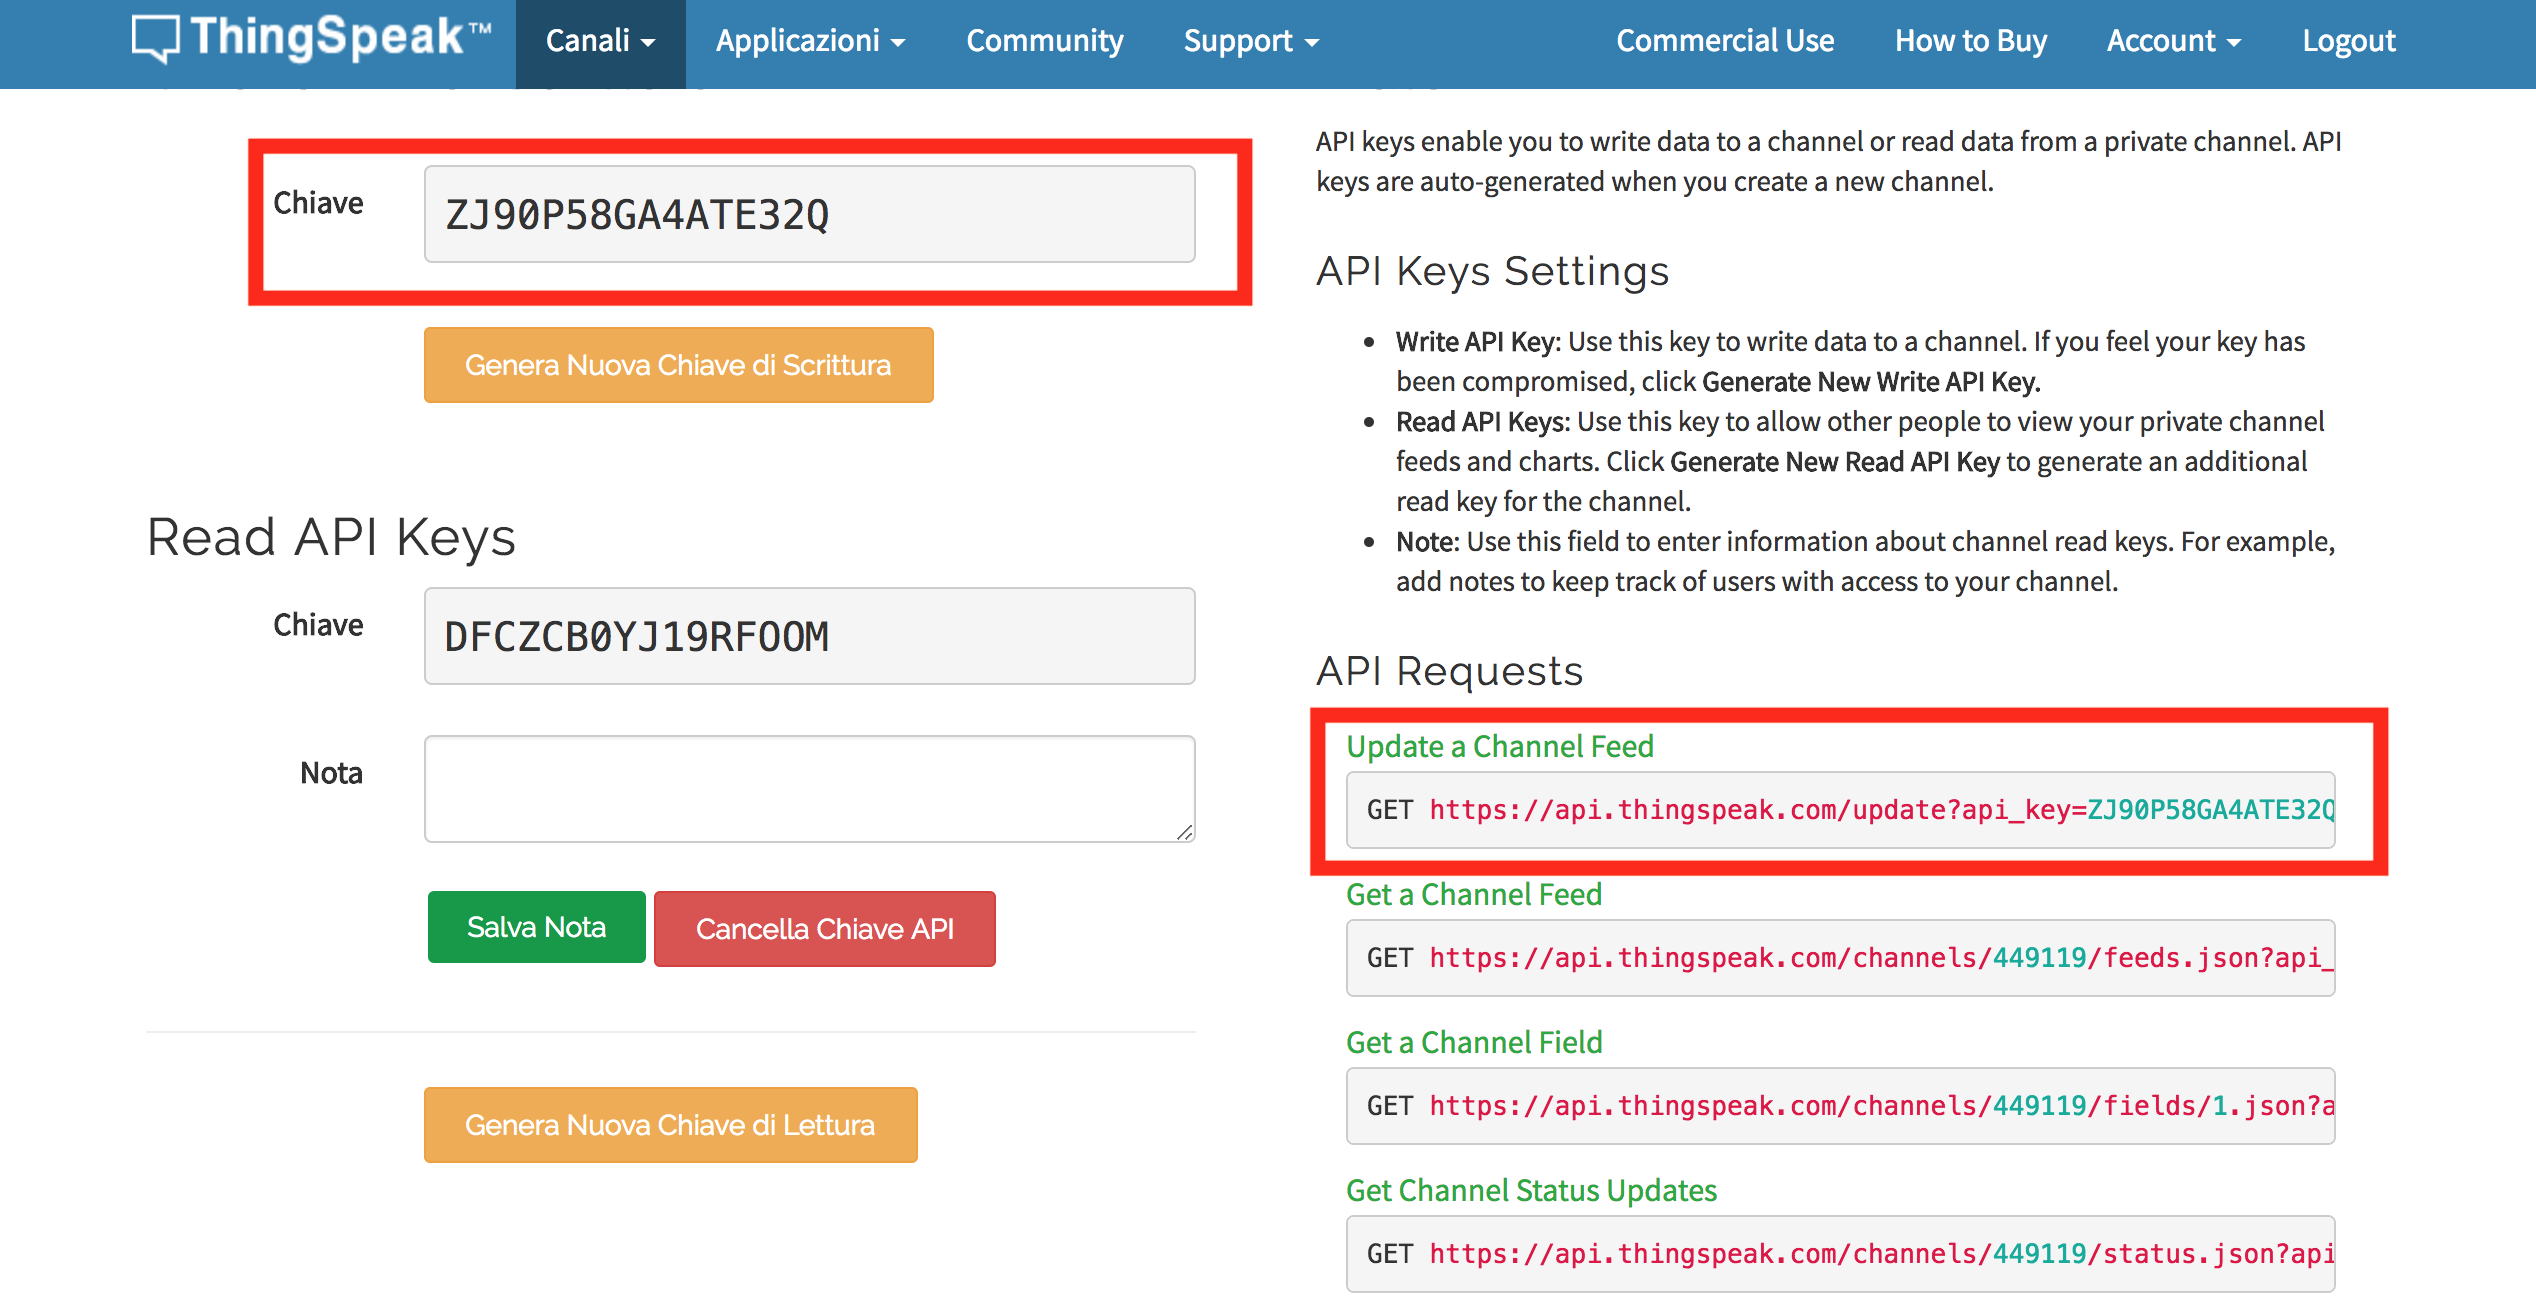 ThingSpeak™ Canali Applicazioni Community Support Commercial Use How to Buy Account Logout
Chiave ZJ90P58GA4ATE32Q
Genera Nuova Chiave di Scrittura
Read API Keys
Chiave DFCZCB0YJ19RFOOM
Nota
Salva Nota Cancella Chiave API
Genera Nuova Chiave di Lettura
API keys enable you to write data to a channel or read data from a private channel. API
keys are auto-generated when you create a new channel.
API Keys Settings
• Write API Key: Use this key to write data to a channel. If you feel your key has
been compromised, click Generate New Write API Key.
• Read API Keys: Use this key to allow other people to view your private channel
feeds and charts. Click Generate New Read API Key to generate an additional
read key for the channel.
• Note: Use this field to enter information about channel read keys. For example,
add notes to keep track of users with access to your channel.
API Requests
Update a Channel Feed
GET https://api.thingspeak.com/update?api_key=ZJ90P58GA4ATE32Q
Get a Channel Feed
GET https://api.thingspeak.com/channels/449119/feeds.json?api_
Get a Channel Field
GET https://api.thingspeak.com/channels/449119/fields/1.json?a
Get Channel Status Updates
GET https://api.thingspeak.com/channels/449119/status.json?api